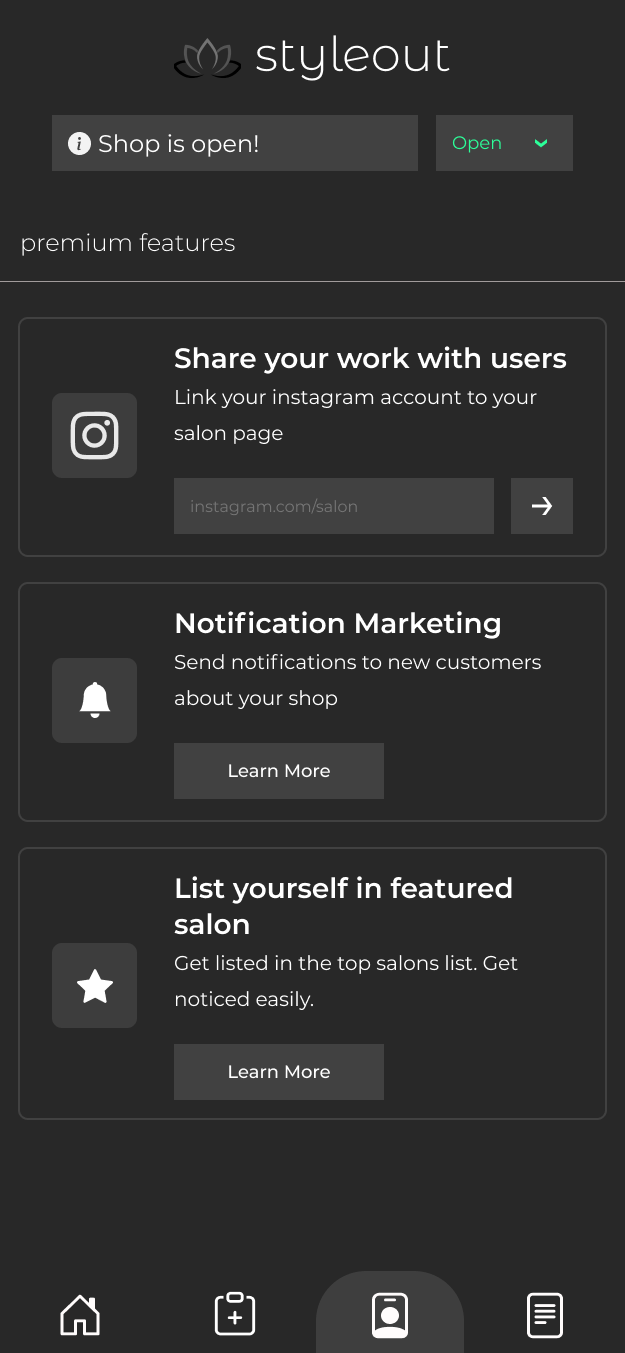 styleout
Shop is open!
Open
premium features
Share your work with users
Link your instagram account to your
salon page
instagram.com/salon
Notification Marketing
Send notifications to new customers
about your shop
Learn More
List yourself in featured
salon
Get listed in the top salons list. Get
noticed easily.
Learn More